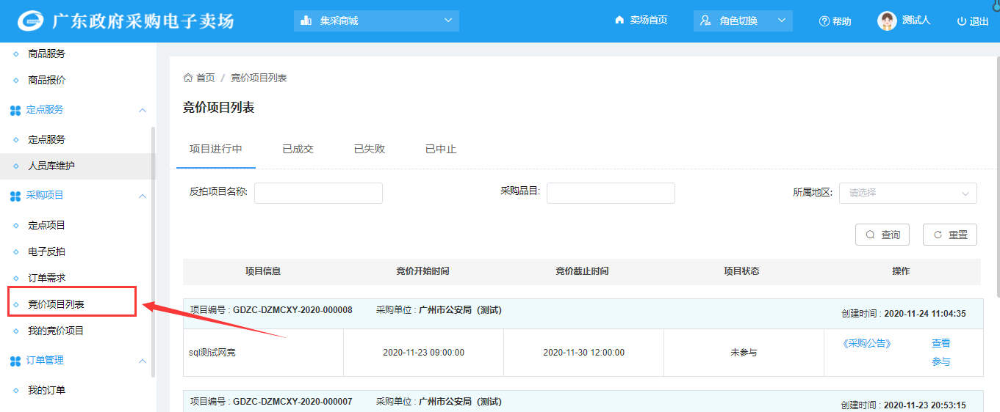 广东政府采购电子卖场
集采商城
卖场首页
角色切换
帮助
测试人
退出
商品服务
商品报价
定点服务
定点服务
人员库维护
采购项目
定点项目
电子反拍
订单需求
竞价项目列表
我的竞价项目
订单管理
我的订单
首页 / 竞价项目列表
竞价项目列表
项目进行中 已成交 已失败 已中止
反拍项目名称: 采购品目: 所属地区: 请选择
查询 重置
项目信息 竞价开始时间 竞价截止时间 项目状态 操作
项目编号 : GDZC-DZMCXY-2020-000008 采购单位 : 广州市公安局（测试) 创建时间 : 2020-11-24 11:04:35
sql测试网竞 2020-11-23 09:00:00 2020-11-30 12:00:00 未参与 《采购公告》 查看
参与
项目编号 : GDZC-DZMCXY-2020-000007 采购单位 : 广州市公安局（测试) 创建时间 : 2020-11-23 20:53:15